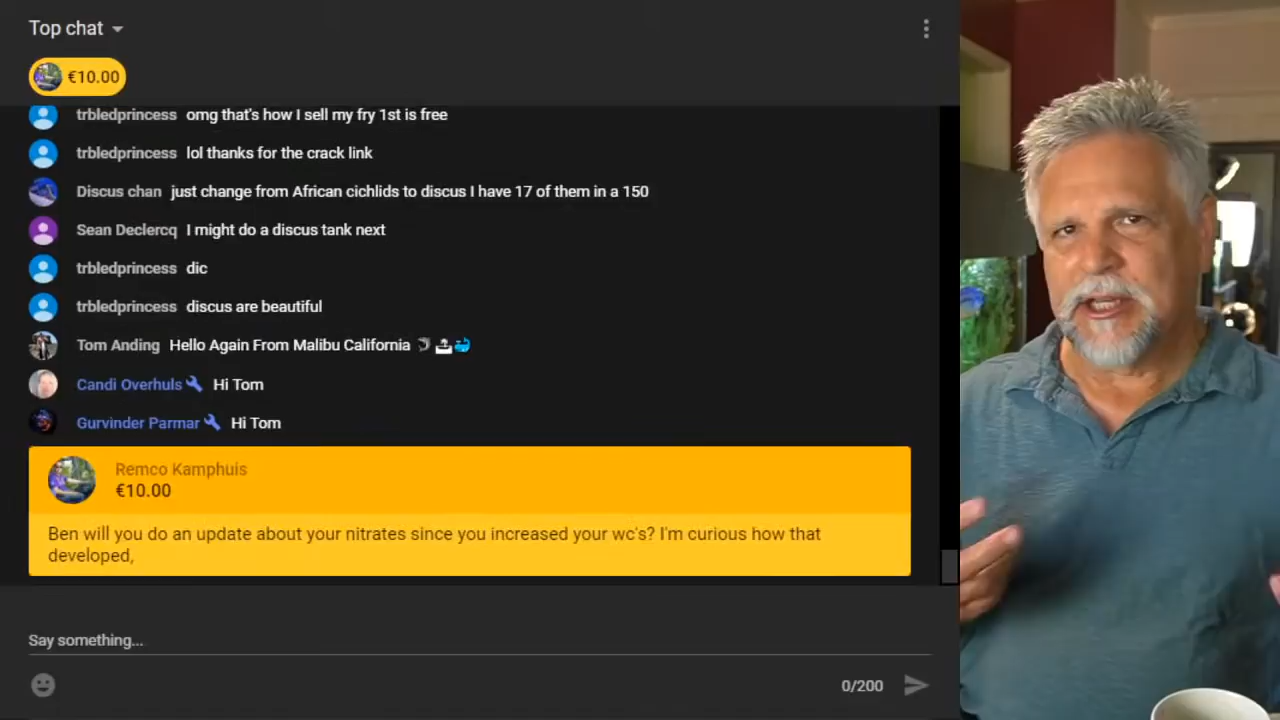 Top chat
€10.00
trbledprincess omg that's how I sell my fry 1st is free
trbledprincess lol thanks for the crack link
Discus chan just change from African cichlids to discus I have 17 of them in a 150
Sean Declercq I might do a discus tank next
trbledprincess dic
trbledprincess discus are beautiful
Tom Anding Hello Again From Malibu California
Candi Overhuls Hi Tom
Gurvinder Parmar Hi Tom
Remco Kamphuis
€10.00
Ben will you do an update about your nitrates since you increased your wc's? I'm curious how that
developed,
Say something...
0/200